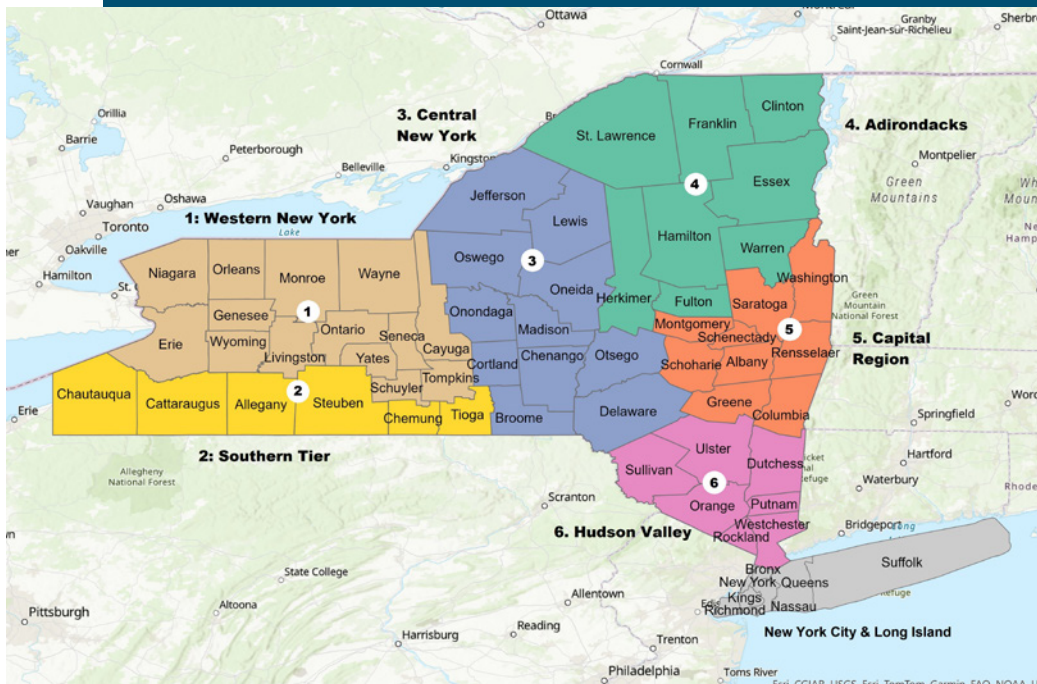 Ottawa
Granby
Saint-Jean-sur-Richelieu
Cornwall
3. Central
New York
Orillia
Barrie
Peterborough
Belleville
Kingston
St. Lawrence
Franklin
Clinton
4. Adirondacks
Montpelier
Essex
Green
Mountains
Vaughan
Oshawa
Toronto
Oakville
Hamilton
1: Western New York
Lake
Jefferson
Lewis
4
Hamilton
Warren
Niagara
Orleans
Monroe
Wayne
Oswego
3
Oneida
Herkimer
Fulton
Saratoga
Washington
Green Mountain
National Forest
Genesee
1
Ontario
Seneca
Onondaga
Madison
Montgomery
Schenectady
5
5. Capital
Region
Erie
Wyoming
Livingston
Yates
Cayuga
Cortland
Chenango
Otsego
Schoharie
Albany
Rensselaer
Schuyler
Tompkins
Chautauqua
Cattaraugus
Allegany
2
Steuben
Chemung
Tioga
Broome
Delaware
Greene
Columbia
Springfield
Erie
2: Southern Tier
Allegheny
National Forest
Ulster
Sullivan
Dutchess
Hartford
Waterbury
6
Orange
Putnam
Scranton
6. Hudson Valley
Westchester
Rockland
Bridgeport
Long
Suffolk
Bronx
New York
Queens
Kings
Richmond
Nassau
New York City & Long Island
State College
Altoona
Pittsburgh
Allentown
Reading
Harrisburg
Trenton
Philadelphia
Toms River